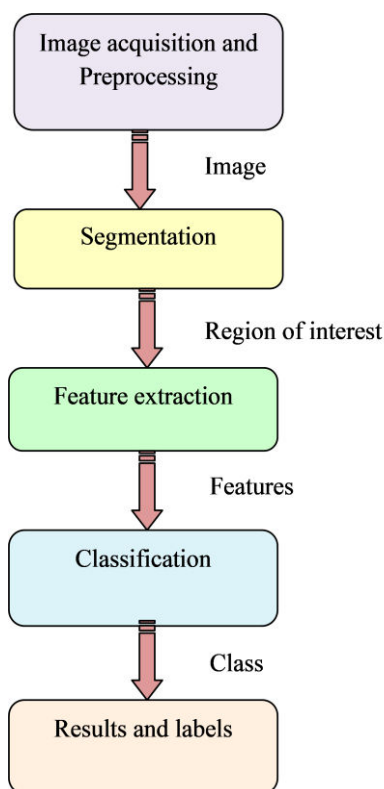 Image acquisition and
Preprocessing
Image
Segmentation
Region of interest
Feature extraction
Features
Classification
Class
Results and labels